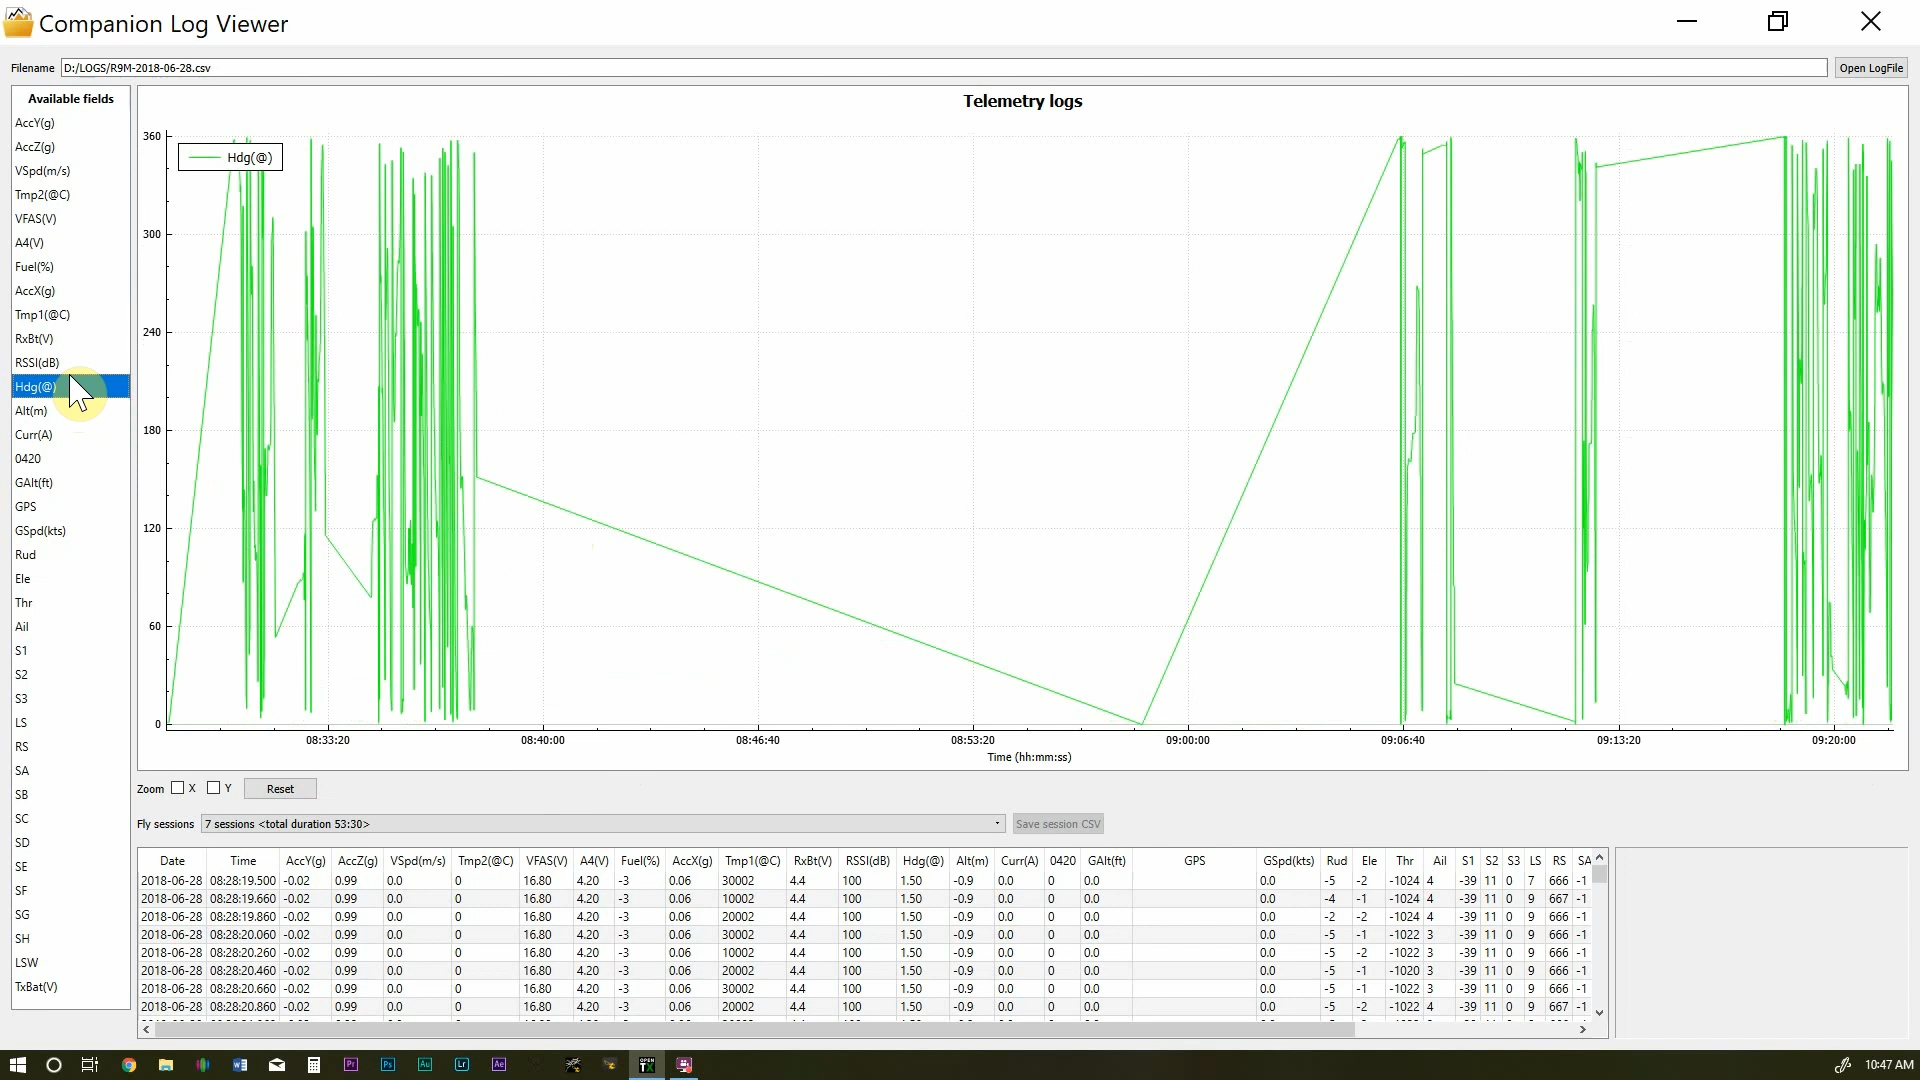 Companion Log Viewer
Filename D:/LOGS/R9M-2018-06-28.csv Open LogFile
Available fields
AccY(g)
AccZ(g)
VSpd(m/s)
Tmp2(@C)
VFAS(V)
A4(V)
Fuel(%)
AccX(g)
Tmp1(@C)
RxBt(V)
RSSI(dB)
Hdg(@)
Alt(m)
Curr(A)
0420
GAlt(ft)
GPS
GSpd(kts)
Rud
Ele
Thr
Ail
S1
S2
S3
LS
RS
SA
SB
SC
SD
SE
SF
SG
SH
LSW
TxBat(V)
Telemetry logs
Hdg(@)
360
300
240
180
120
60
0
08:33:20 08:40:00 08:46:40 08:53:20 09:00:00 09:06:40 09:13:20 09:20:00
Time (hh:mm:ss)
Zoom X Y Reset
Fly sessions 7 sessions <total duration 53:30> Save session CSV
Date Time AccY(g) AccZ(g) VSpd(m/s) Tmp2(@C) VFAS(V) A4(V) Fuel(%) AccX(g) Tmp1(@C) RxBt(V) RSSI(dB) Hdg(@) Alt(m) Curr(A) 0420 GAlt(ft) GPS GSpd(kts) Rud Ele Thr Ail S1 S2 S3 LS RS SA
2018-06-28 08:28:19.500 -0.02 0.99 0.0 0 16.80 4.20 -3 0.06 30002 4.4 100 1.50 -0.9 0.0 0 0.0 0.0 -5 -2 -1024 4 -39 11 0 7 666 -1
2018-06-28 08:28:19.660 -0.02 0.99 0.0 0 16.80 4.20 -3 0.06 10002 4.4 100 1.50 -0.9 0.0 0 0.0 0.0 -4 -1 -1024 4 -39 11 0 9 667 -1
2018-06-28 08:28:19.860 -0.02 0.99 0.0 0 16.80 4.20 -3 0.06 20002 4.4 100 1.50 -0.9 0.0 0 0.0 0.0 -2 -2 -1024 4 -39 11 0 9 666 -1
2018-06-28 08:28:20.060 -0.02 0.99 0.0 0 16.80 4.20 -3 0.06 30002 4.4 100 1.50 -0.9 0.0 0 0.0 0.0 -5 -1 -1022 3 -39 11 0 9 666 -1
2018-06-28 08:28:20.260 -0.02 0.99 0.0 0 16.80 4.20 -3 0.06 10002 4.4 100 1.50 -0.9 0.0 0 0.0 0.0 -5 -2 -1022 3 -39 11 0 9 666 -1
2018-06-28 08:28:20.460 -0.02 0.99 0.0 0 16.80 4.20 -3 0.06 20002 4.4 100 1.50 -0.9 0.0 0 0.0 0.0 -5 -1 -1020 3 -39 11 0 9 666 -1
2018-06-28 08:28:20.660 -0.02 0.99 0.0 0 16.80 4.20 -3 0.06 30002 4.4 100 1.50 -0.9 0.0 0 0.0 0.0 -5 -1 -1022 3 -39 11 0 9 666 -1
2018-06-28 08:28:20.860 -0.02 0.99 0.0 0 16.80 4.20 -3 0.06 20002 4.4 100 1.50 -0.9 0.0 0 0.0 0.0 -5 -2 -1022 4 -39 11 0 9 667 -1
Pr Ps Au Lr Ae OPEN TX 10:47 AM